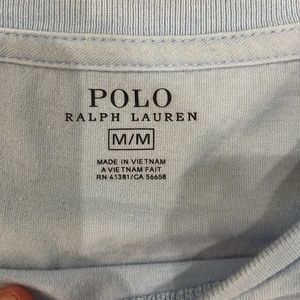 POLO
RALPH LAUREN
M/M
MADE IN VIETNAM
A VIETNAM FAIT
RN 41381/CA 56658